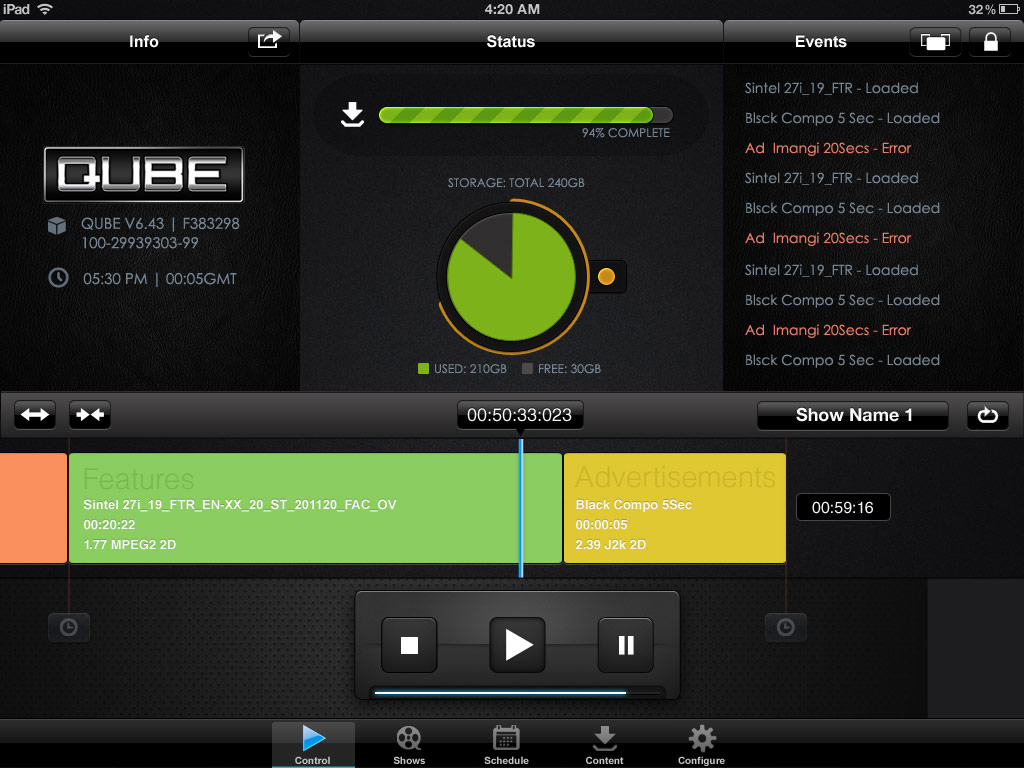 iPad
4:20 AM
32%
Info
Status
Events
94% COMPLETE
STORAGE: TOTAL 240GB
USED: 210GB
FREE: 30GB
QUBE
QUBE V6.43 | F383298
100-29939303-99
05:30 PM | 00:05GMT
Sintel 27i_19_FTR - Loaded
Blsck Compo 5 Sec - Loaded
Ad Imangi 20Secs - Error
Sintel 27i_19_FTR - Loaded
Blsck Compo 5 Sec - Loaded
Ad Imangi 20Secs - Error
Sintel 27i_19_FTR - Loaded
Blsck Compo 5 Sec - Loaded
Ad Imangi 20Secs - Error
Blsck Compo 5 Sec - Loaded
00:50:33:023
Show Name 1
Features
Sintel 27i_19_FTR_EN-XX_20_ST_201120_FAC_OV
00:20:22
1.77 MPEG2 2D
Advertisements
Black Compo 5Sec
00:00:05
2.39 J2k 2D
00:59:16
Control
Shows
Schedule
Content
Configure